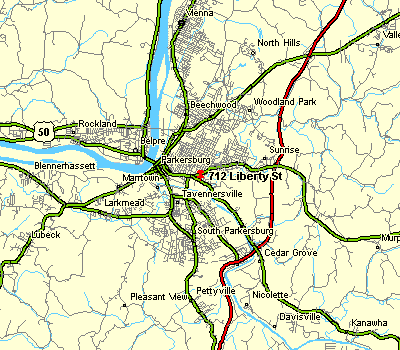 Vienna
Valle
North Hills
Beechwood
Woodland Park
Rockland
50
Belpre
Sunrise
Parkersburg
Blennerhassett
712 Liberty St
Marrtown
Tavennersville
Larkmead
South Parkersburg
Lubeck
Murp
Cedar Grove
Pettyville
Pleasant View
Nicolette
Davisville
Kanawha